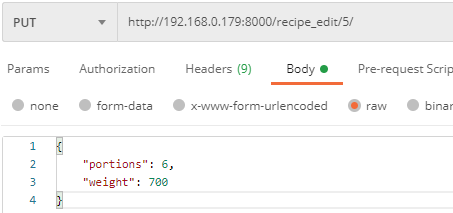 PUT http://192.168.0.179:8000/recipe_edit/5/
Params Authorization Headers (9) Body Pre-request Scrip
none form-data x-www-form-urlencoded raw binar
1 {
2 "portions": 6,
3 "weight": 700
4 }